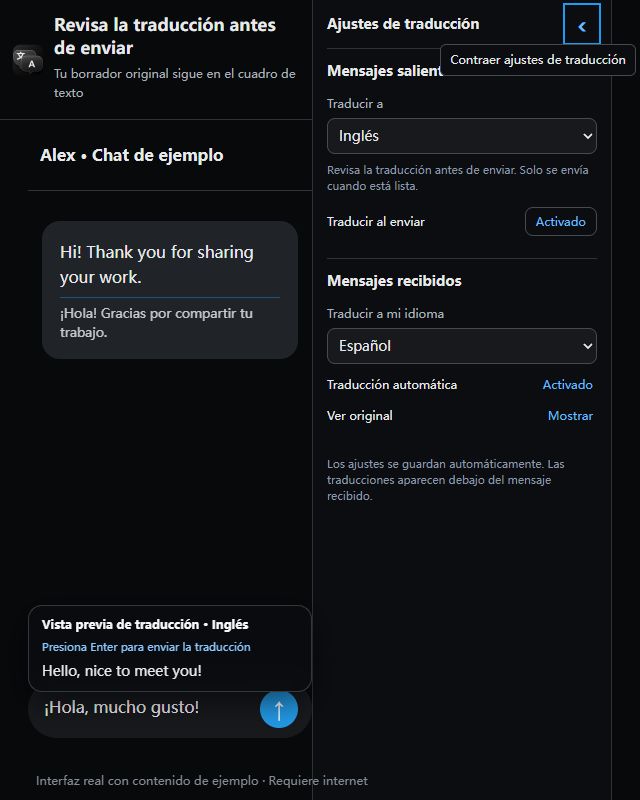 Revisa la traducción antes
de enviar
Tu borrador original sigue en el cuadro de
texto
Alex • Chat de ejemplo
Hi! Thank you for sharing
your work.
¡Hola! Gracias por compartir tu
trabajo.
Vista previa de traducción • Inglés
Presiona Enter para enviar la traducción
Hello, nice to meet you!
¡Hola, mucho gusto!
Interfaz real con contenido de ejemplo · Requiere internet
Ajustes de traducción
Contraer ajustes de traducción
Mensajes salient
Traducir a
Inglés
Revisa la traducción antes de enviar. Solo se envía
cuando está lista.
Traducir al enviar Activado
Mensajes recibidos
Traducir a mi idioma
Español
Traducción automática Activado
Ver original Mostrar
Los ajustes se guardan automáticamente. Las
traducciones aparecen debajo del mensaje
recibido.